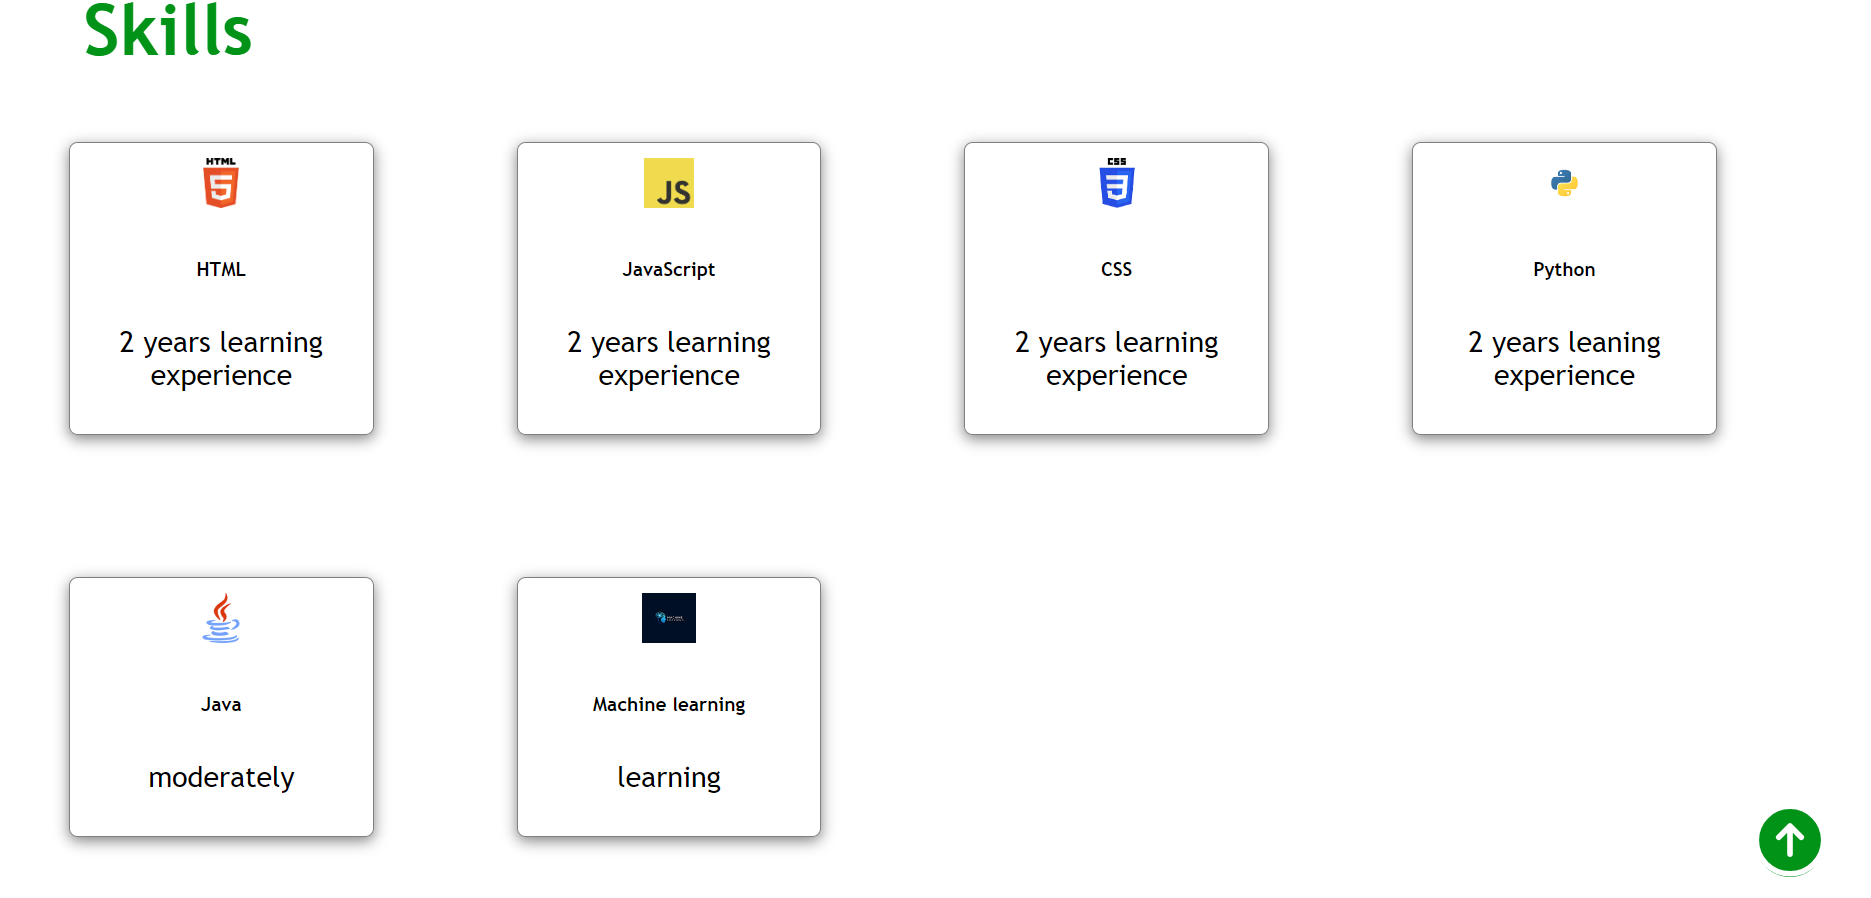 Skills
HTML
JS
CSS
HTML
JavaScript
CSS
Python
2 years learning
experience
2 years learning
experience
2 years learning
experience
2 years leaning
experience
Java
Machine learning
moderately
learning